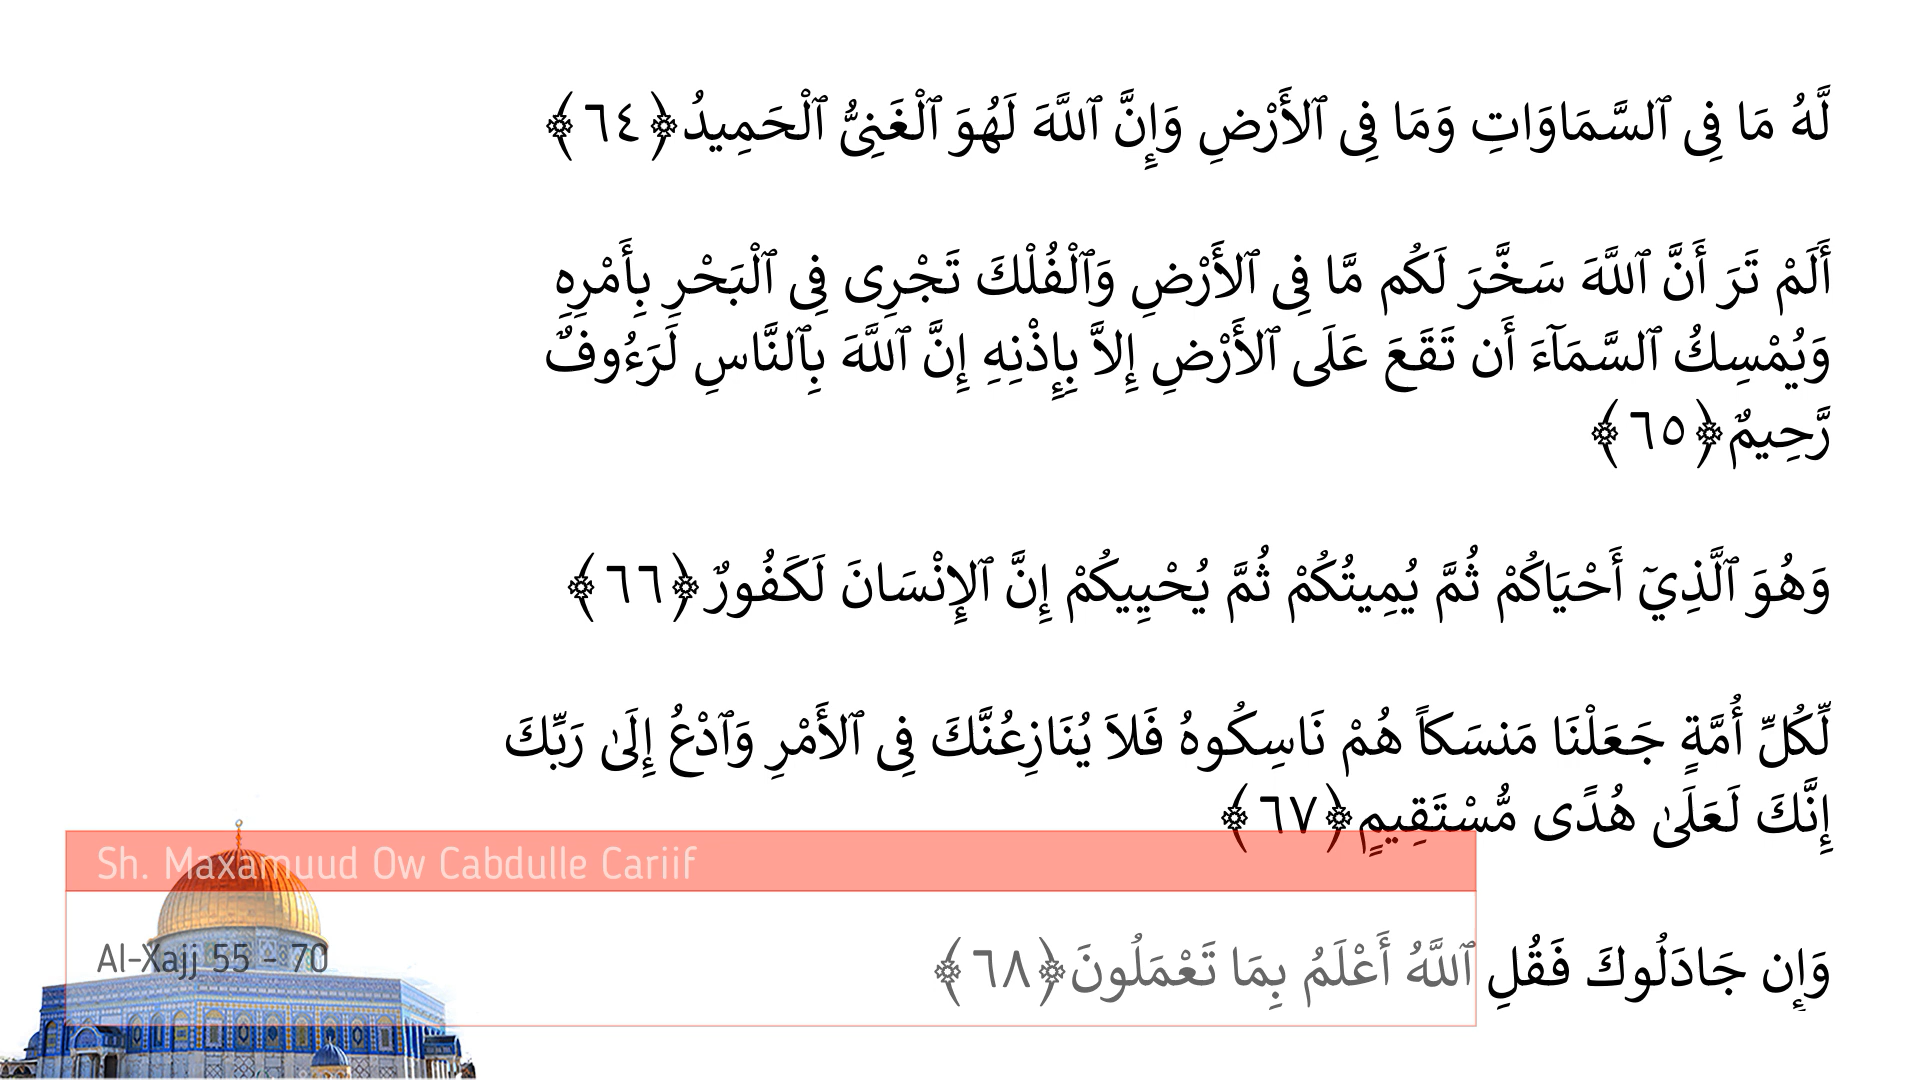 لَّهُ مَا فِى ٱلسَّمَاوَاتِ وَمَا فِى ٱلأَرْضِ وَإِنَّ ٱللَّهَ لَهُوَ ٱلْغَنِىُّ ٱلْحَمِيدُ ﴿٦٤﴾
أَلَمْ تَرَ أَنَّ ٱللَّهَ سَخَّرَ لَكُم مَّا فِى ٱلأَرْضِ وَٱلْفُلْكَ تَجْرِى فِى ٱلْبَحْرِ بِأَمْرِهِ
وَيُمْسِكُ ٱلسَّمَآءَ أَن تَقَعَ عَلَى ٱلأَرْضِ إِلاَّ بِإِذْنِهِ إِنَّ ٱللَّهَ بِٱلنَّاسِ لَرَءُوفٌ
رَّحِيمٌ ﴿٦٥﴾
وَهُوَ ٱلَّذِيۤ أَحْيَاكُمْ ثُمَّ يُمِيتُكُمْ ثُمَّ يُحْيِيكُمْ إِنَّ ٱلإِنْسَانَ لَكَفُورٌ ﴿٦٦﴾
لِّكُلِّ أُمَّةٍ جَعَلْنَا مَنسَكاً هُمْ نَاسِكُوهُ فَلاَ يُنَازِعُنَّكَ فِى ٱلأَمْرِ وَٱدْعُ إِلَىٰ رَبِّكَ
إِنَّكَ لَعَلَىٰ هُدًى مُّسْتَقِيمٍ ﴿٦٧﴾
Sh. Maxamuud Ow Cabdulle Cariif
وَإِن جَادَلُوكَ فَقُلِ ٱللَّهُ أَعْلَمُ بِمَا تَعْمَلُونَ ﴿٦٨﴾
Al-Xajj 55 - 70